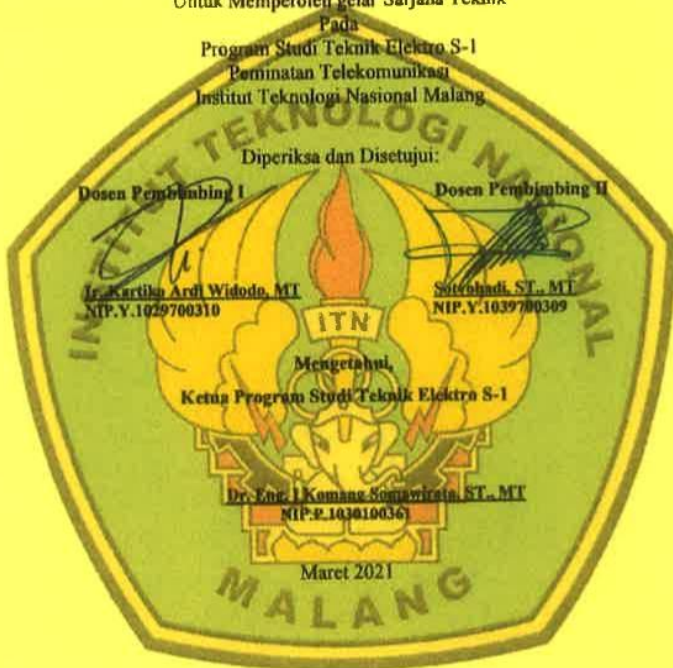 Untuk Memperoleh gelar Sarjana Teknik
Pada
Program Studi Teknik Elektro S-1
Peminatan Telekomunikasi
Institut Teknologi Nasional Malang
INSTITUT TEKNOLOGI NASIONAL
Diperiksa dan Disetujui:
Dosen Pembimbing I
Dosen Pembimbing II
Ir. Kartiko Ardi Widodo, MT
NIP.Y.1029700310
Sotyohadi, ST., MT
NIP.Y.1039700309
ITN
Mengetahui,
Ketua Program Studi Teknik Elektro S-1
Dr. Eng. I Komang Somawirata, ST., MT
NIP.P.1030100361
Maret 2021
MALANG